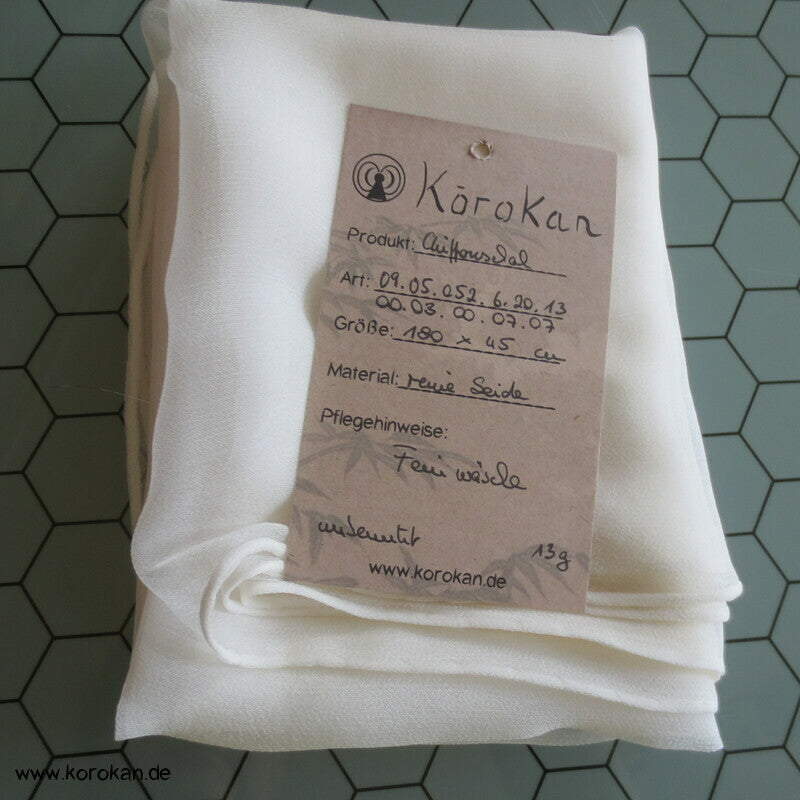 Kōrokan
Produkt: Chiffonschal
Art: 09.05.052.6.20.13
00.03.00.07.07
Größe: 180 x 45 cm
Material: reine Seide
Pflegehinweise:
Feinwäsche
unbenutzt
13g
www.korokan.de
www.korokan.de